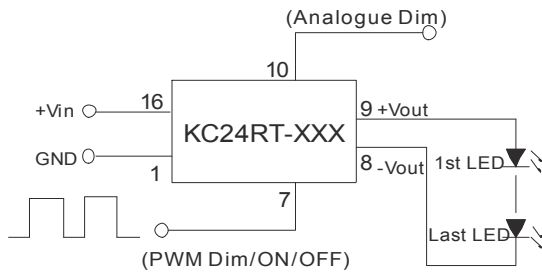 (Analogue Dim)
10
+Vin
16
KC24RT-XXX
9 +Vout
GND
1
8 -Vout
1st LED
7
Last LED
(PWM Dim/ON/OFF)